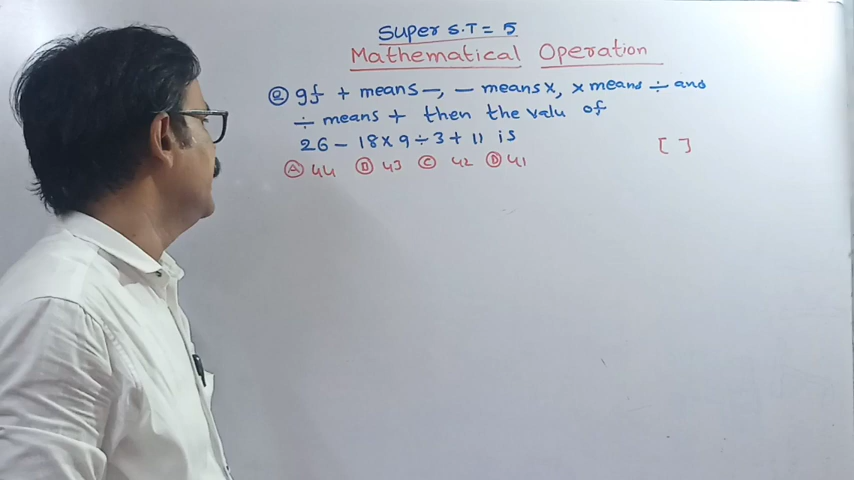 Super S.T = 5
Mathematical Operation
② If + means -, - means x, x means ÷ ans
÷ means + then the valu of
26 - 18 x 9 ÷ 3 + 11 is
[ ]
Ⓐ 44 Ⓑ 43 Ⓒ 42 Ⓓ 41